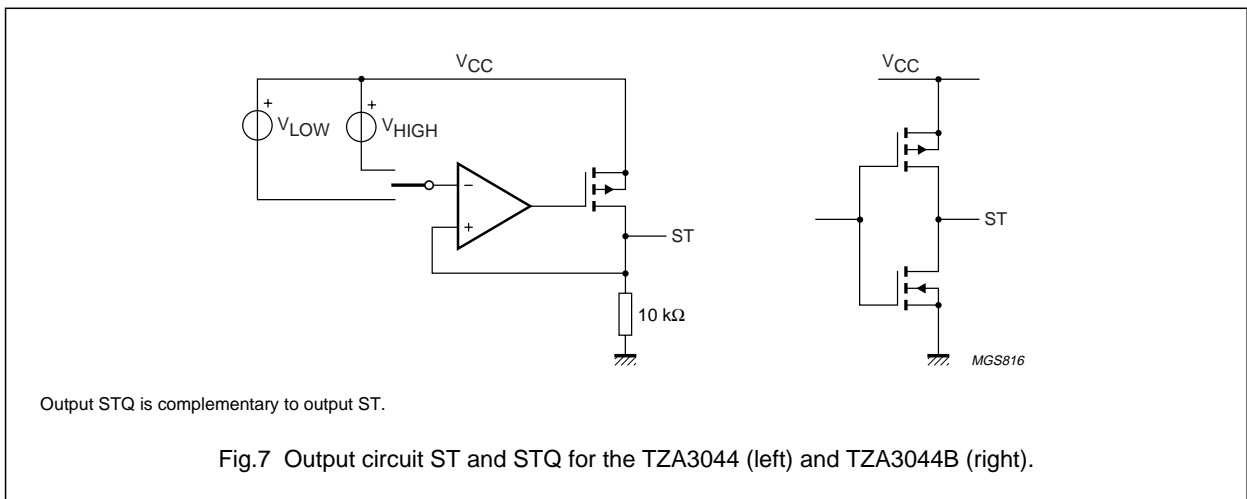 VCC
VCC
+
+
VLOW
VHIGH
−
ST
ST
+
10 kΩ
MGS816
Output STQ is complementary to output ST.
Fig.7 Output circuit ST and STQ for the TZA3044 (left) and TZA3044B (right).